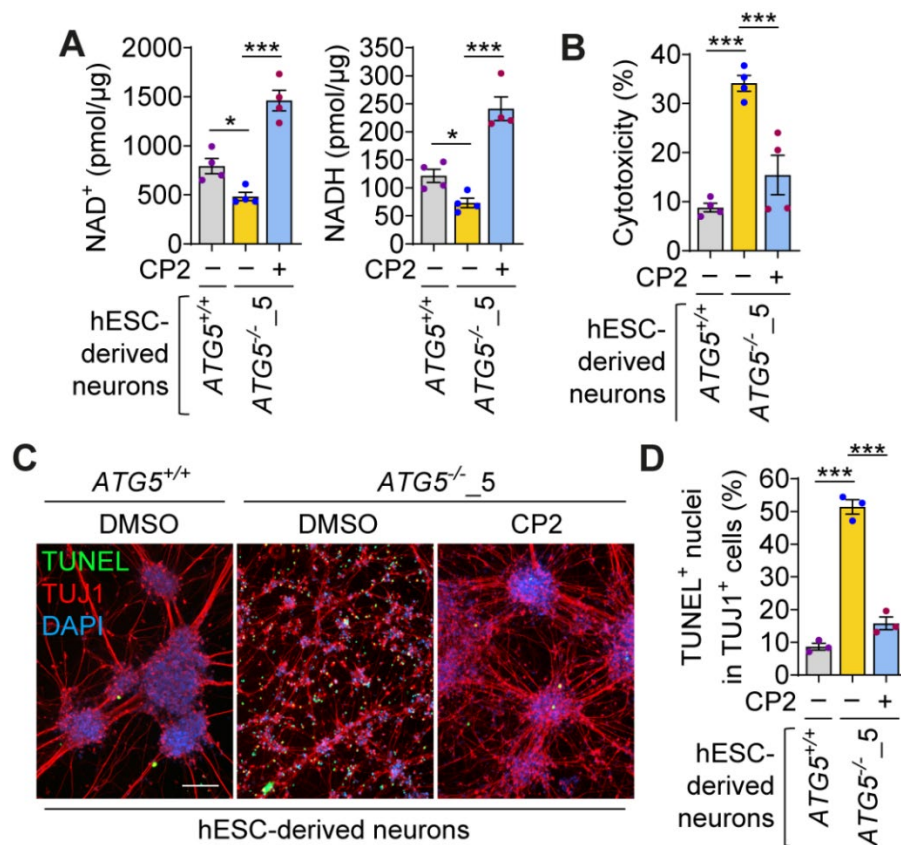 A
NAD⁺ (pmol/µg)
2000
1500
1000
500
0
*
***
CP2
− − +
hESC-
derived
neurons
ATG5⁺/⁺
ATG5⁻/⁻_5
NADH (pmol/µg)
350
300
250
200
150
100
50
0
*
***
− − +
ATG5⁺/⁺
ATG5⁻/⁻_5
B
Cytotoxicity (%)
40
30
20
10
0
***
***
CP2
− − +
hESC-
derived
neurons
ATG5⁺/⁺
ATG5⁻/⁻_5
C
ATG5⁺/⁺ ATG5⁻/⁻_5
DMSO DMSO CP2
TUNEL
TUJ1
DAPI
hESC-derived neurons
D
TUNEL⁺ nuclei
in TUJ1⁺ cells (%)
60
50
40
30
20
10
0
***
***
CP2
− − +
hESC-
derived
neurons
ATG5⁺/⁺
ATG5⁻/⁻_5